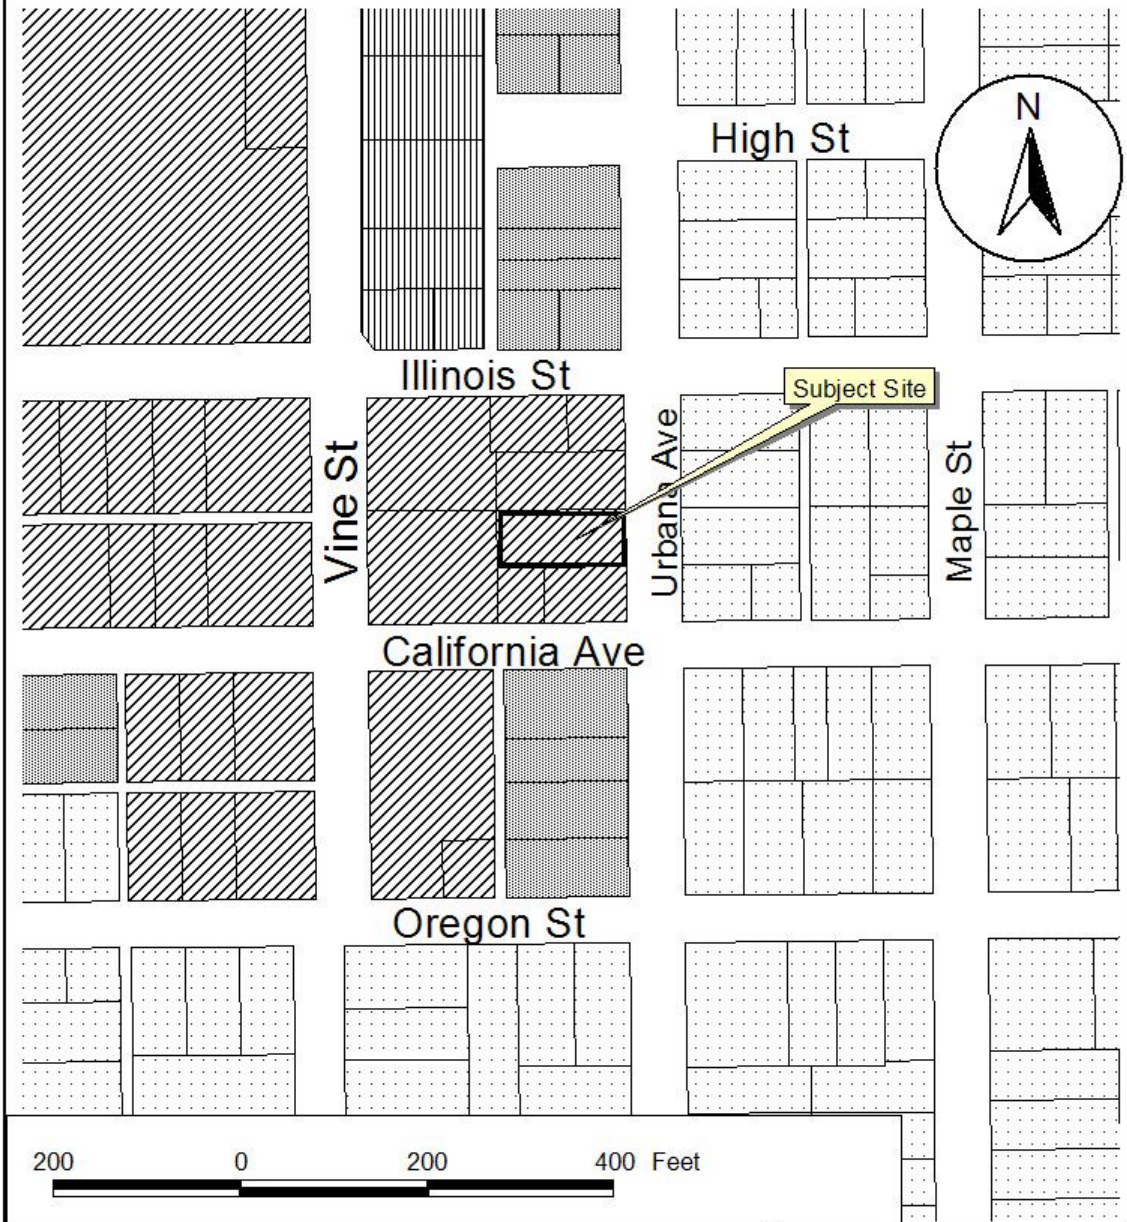 High St
N
Illinois St
Subject Site
Vine St
Urbana Ave
Maple St
California Ave
Oregon St
200 0 200 400 Feet